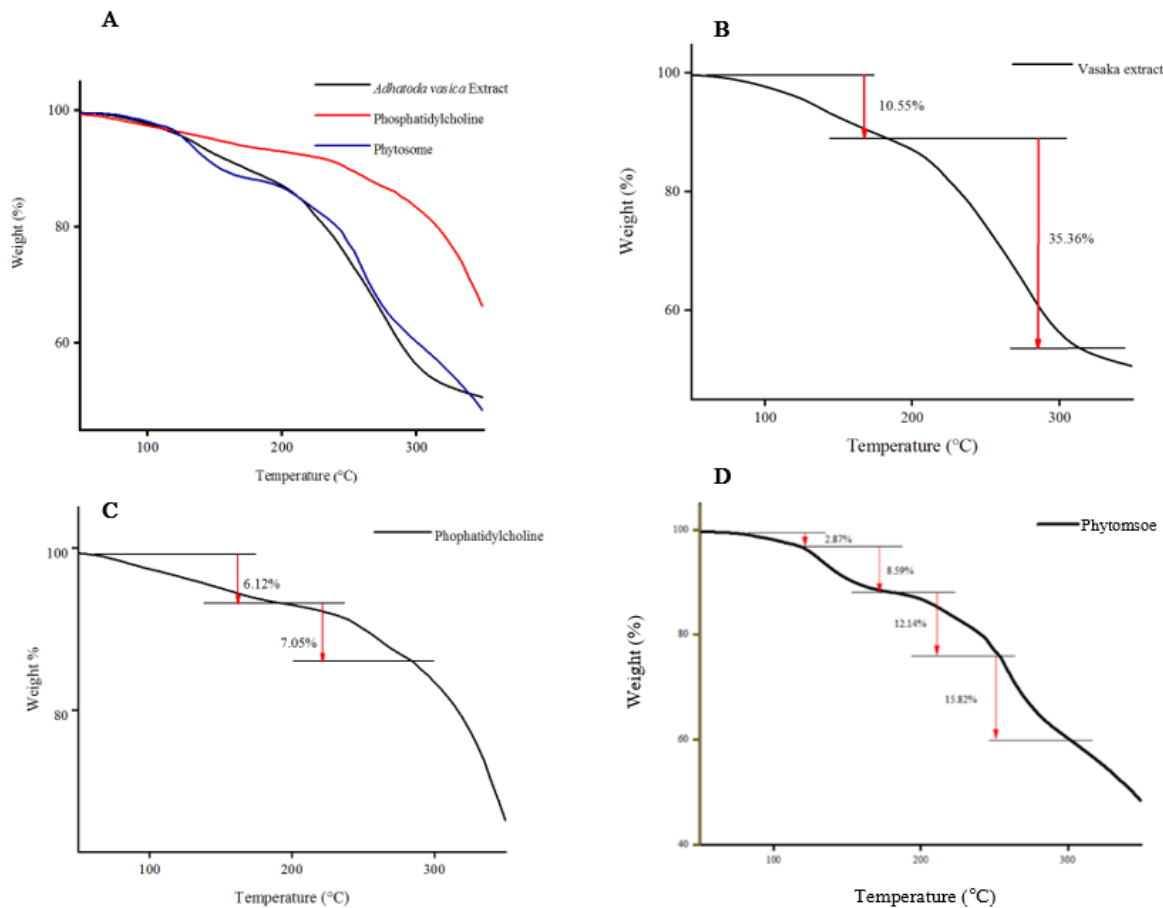 A
Adhatoda vasica Extract
Phosphatidylcholine
Phytosome
100
80
60
Weight (%)
100
200
300
Temperature (°C)
B
Vasaka extract
100
80
60
10.55%
35.36%
Weight (%)
100
200
300
Temperature (°C)
C
Phophatidylcholine
100
80
6.12%
7.05%
Weight %
100
200
300
Temperature (°C)
D
Phytomsoe
100
80
60
40
2.87%
8.59%
12.14%
15.82%
Weight (%)
100
200
300
Temperature (°C)